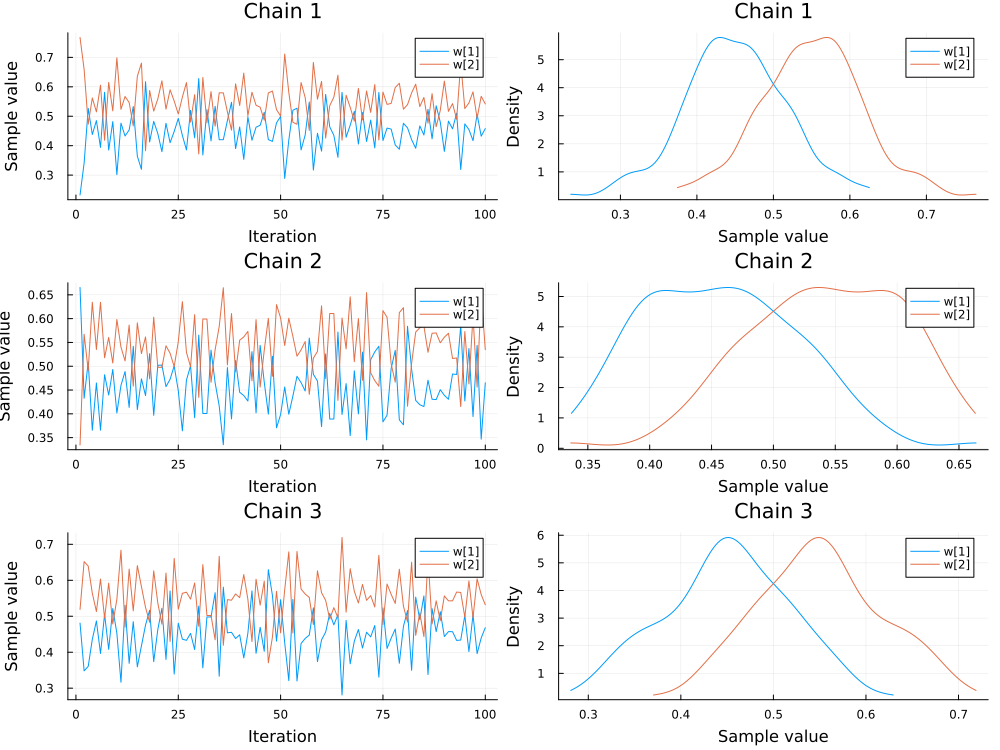 Chain 1
Sample value
0.7
0.6
0.5
0.4
0.3
w[1]
w[2]
0
25
50
75
100
Iteration
Chain 1
Density
5
4
3
2
1
w[1]
w[2]
0.3
0.4
0.5
0.6
0.7
Sample value
Chain 2
Sample value
0.65
0.60
0.55
0.50
0.45
0.40
0.35
w[1]
w[2]
0
25
50
75
100
Iteration
Chain 2
Density
5
4
3
2
1
0
w[1]
w[2]
0.35
0.40
0.45
0.50
0.55
0.60
0.65
Sample value
Chain 3
Sample value
0.7
0.6
0.5
0.4
0.3
w[1]
w[2]
0
25
50
75
100
Iteration
Chain 3
Density
6
5
4
3
2
1
w[1]
w[2]
0.3
0.4
0.5
0.6
0.7
Sample value